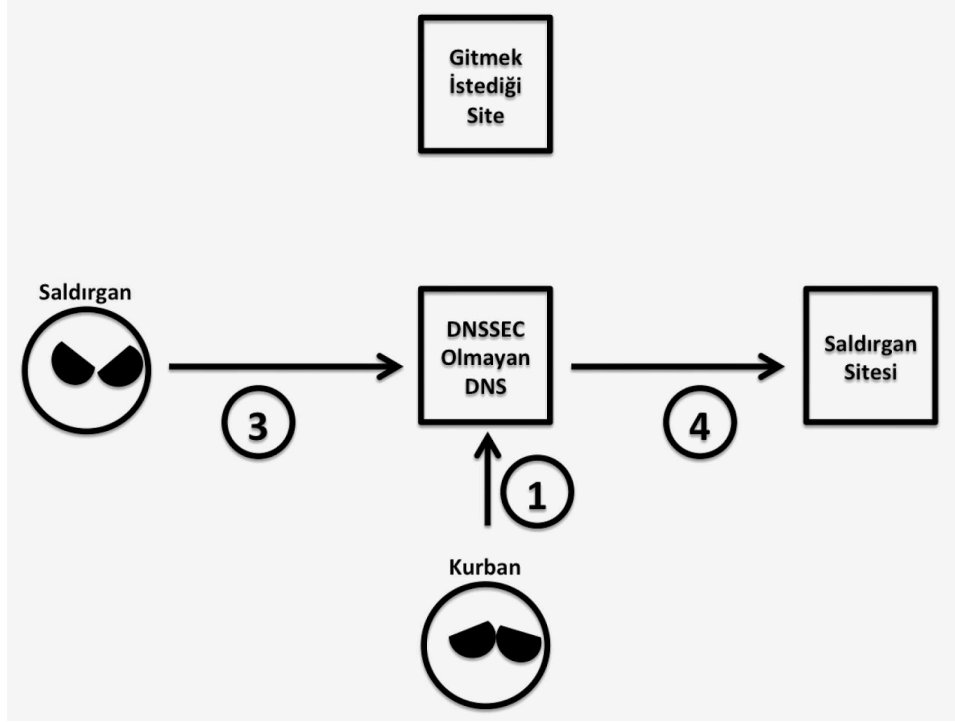 Gitmek
İstediği
Site
Saldırgan
DNSSEC
Olmayan
DNS
Saldırgan
Sitesi
3
4
1
Kurban